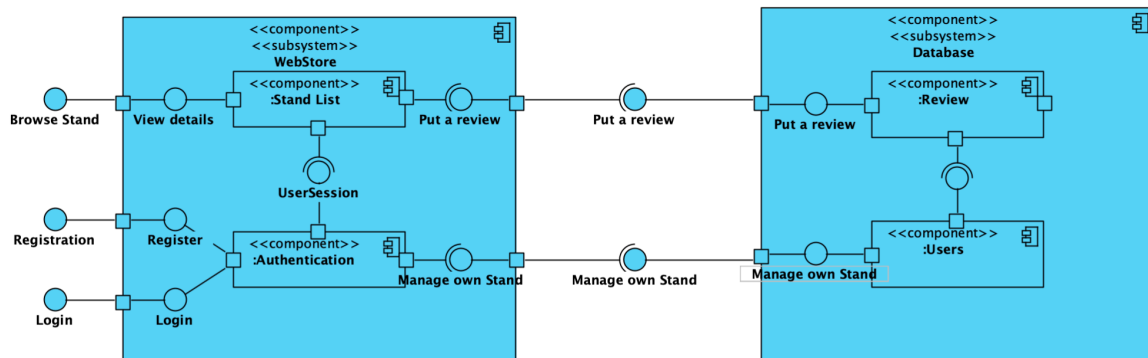 <<component>>
<<subsystem>>
WebStore
<<component>>
<<subsystem>>
Database
<<component>>
:Stand List
<<component>>
:Review
Browse Stand
View details
Put a review
Put a review
Put a review
UserSession
Registration
Register
<<component>>
:Authentication
<<component>>
:Users
Manage own Stand
Manage own Stand
Manage own Stand
Login
Login